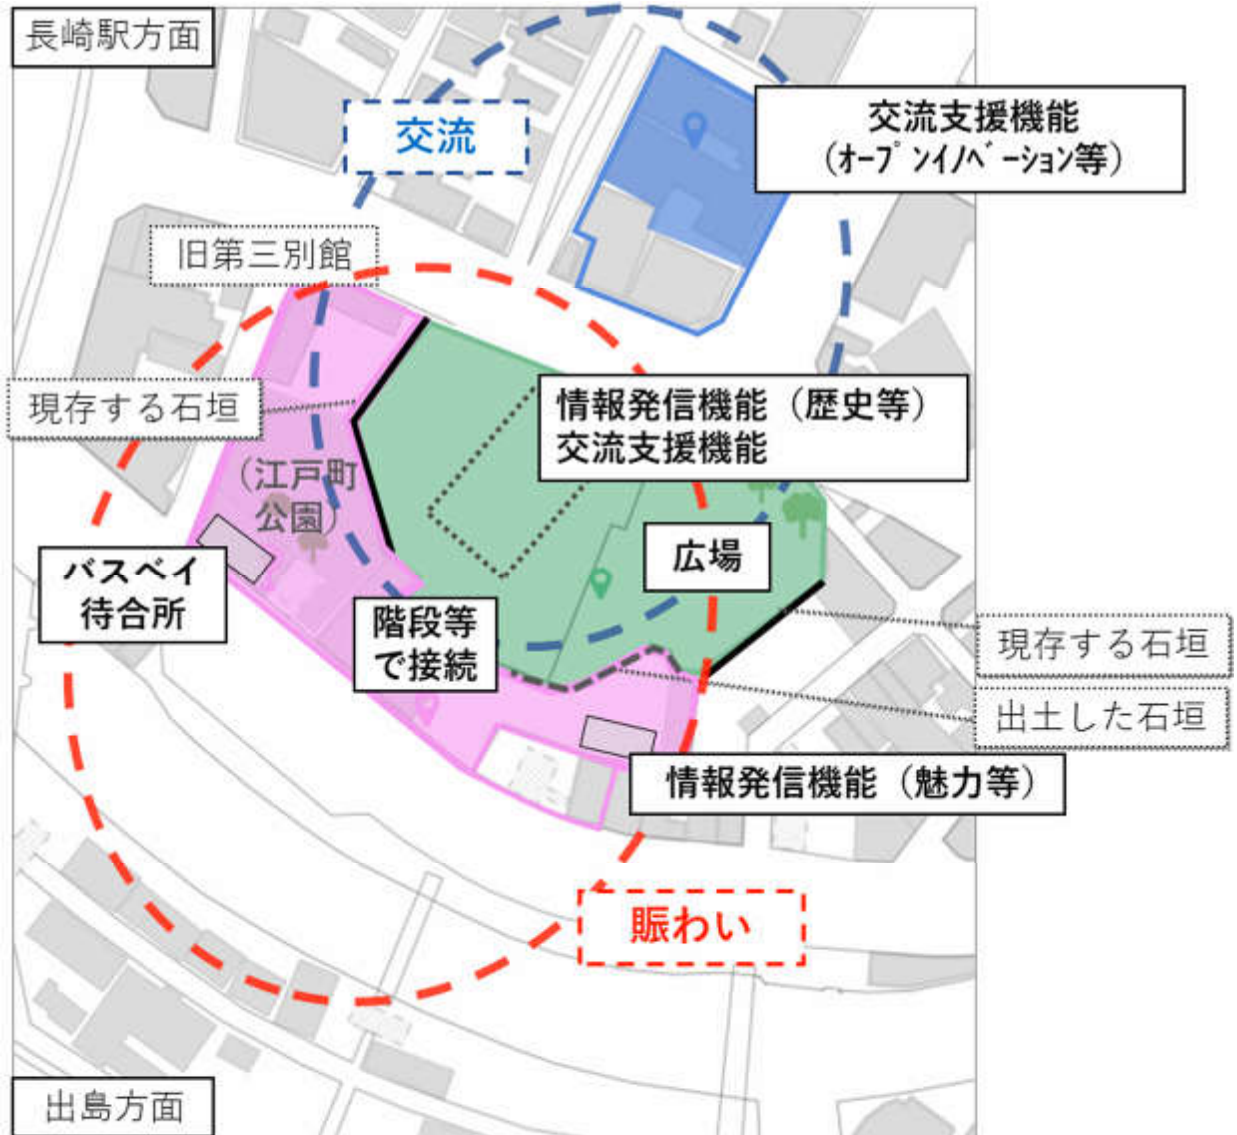 長崎駅方面
交流
交流支援機能
(ｵｰﾌﾟﾝｲﾉﾍﾞｰｼｮﾝ等)
旧第三別館
現存する石垣
情報発信機能（歴史等）
交流支援機能
（江戸町
公園）
広場
バスベイ
待合所
階段等
で接続
現存する石垣
出土した石垣
情報発信機能（魅力等）
賑わい
出島方面